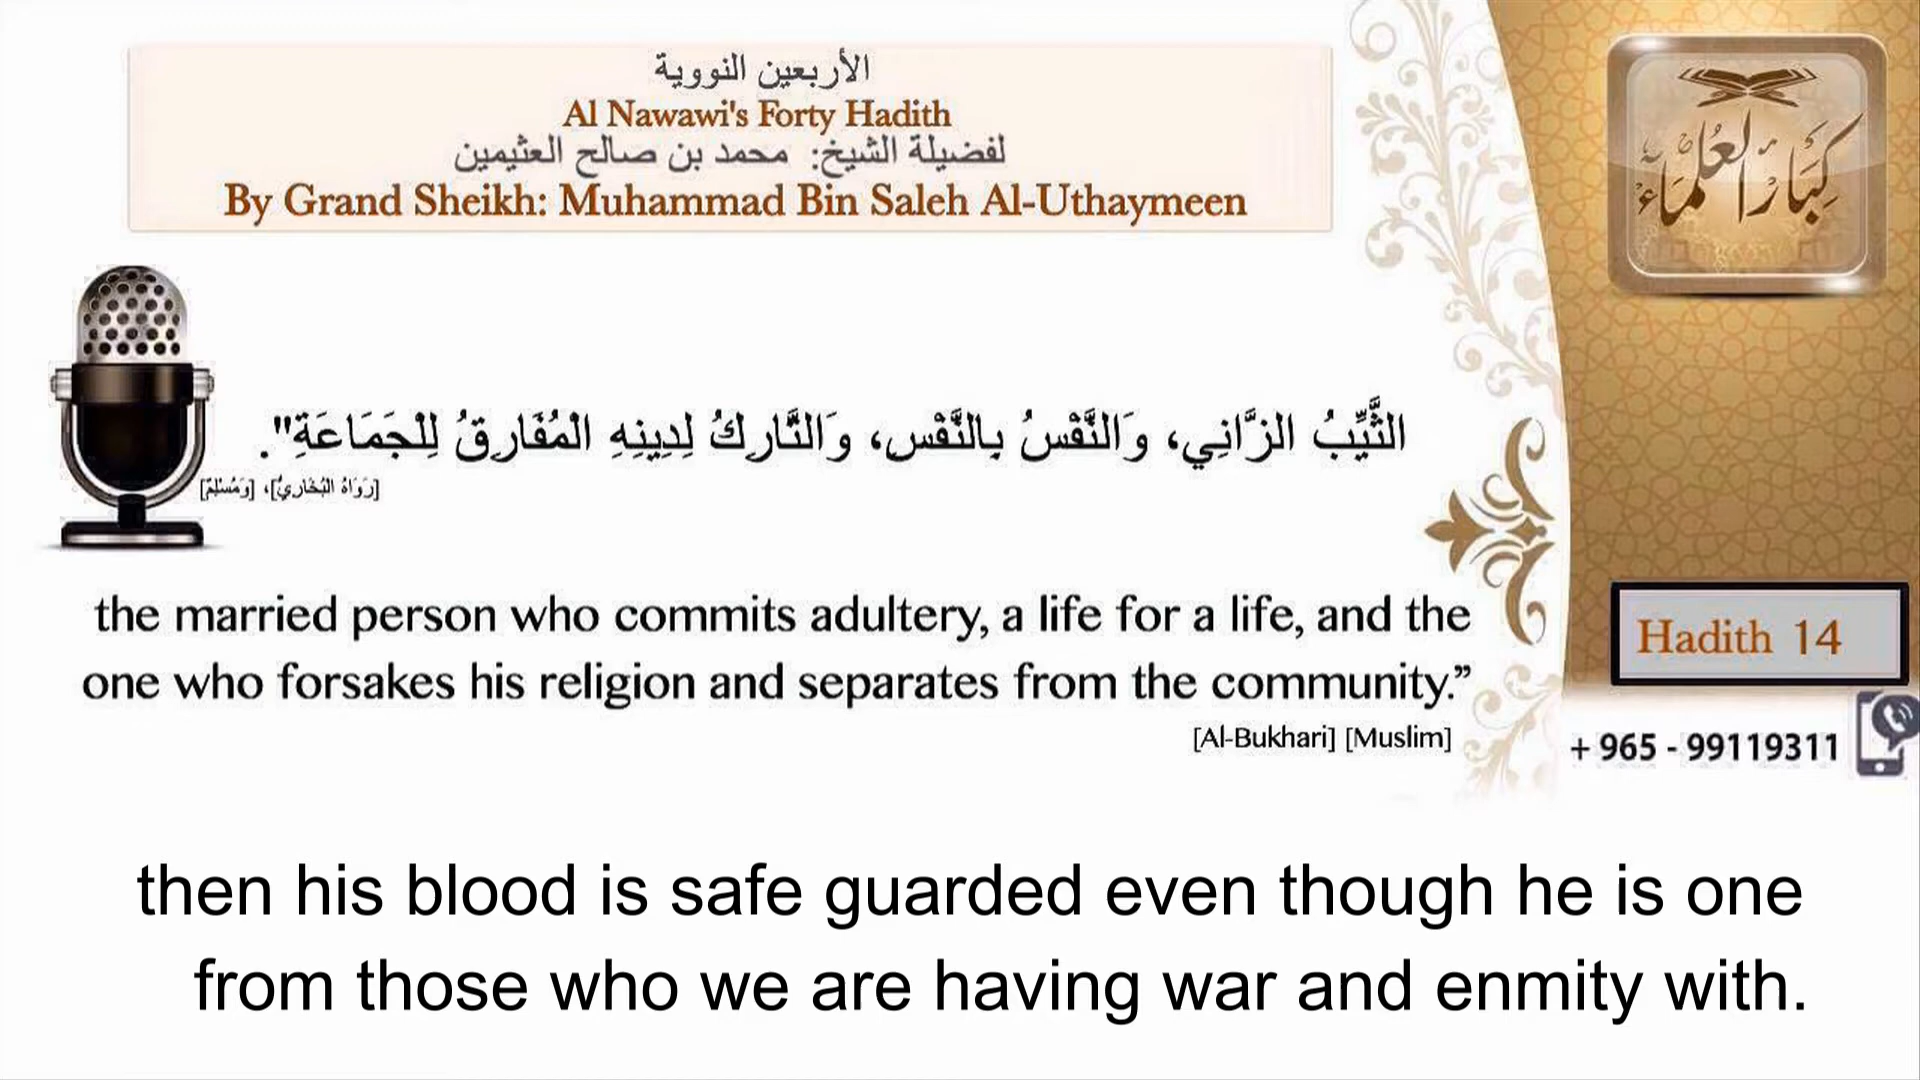 الأربعين النووية
Al Nawawi's Forty Hadith
لفضيلة الشيخ: محمد بن صالح العثيمين
By Grand Sheikh: Muhammad Bin Saleh Al-Uthaymeen
كِبَارُ العُلَمَاء
الثَّيِّبُ الزَّانِي، وَالنَّفْسُ بِالنَّفْسِ، وَالتَّارِكُ لِدِينِهِ الْمُفَارِقُ لِلْجَمَاعَةِ".
[رَوَاهُ الْبُخَارِيُّ]، [وَمُسْلِمٌ]
the married person who commits adultery, a life for a life, and the
one who forsakes his religion and separates from the community.”
[Al-Bukhari] [Muslim]
Hadith 14
+ 965 - 99119311
then his blood is safe guarded even though he is one
from those who we are having war and enmity with.